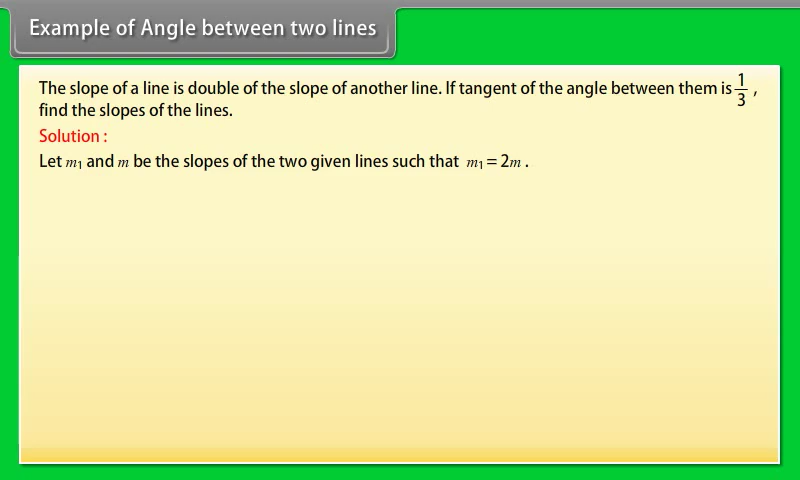 Example of Angle between two lines
The slope of a line is double of the slope of another line. If tangent of the angle between them is 1/3 ,
find the slopes of the lines.
Solution :
Let m₁ and m be the slopes of the two given lines such that m₁ = 2m .